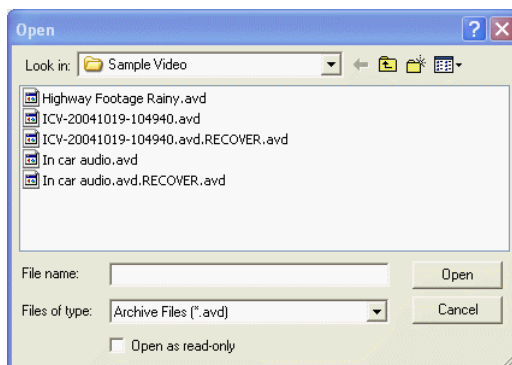 Open
Look in: Sample Video
Highway Footage Rainy.avd
ICV-20041019-104940.avd
ICV-20041019-104940.avd.RECOVER.avd
In car audio.avd
In car audio.avd.RECOVER.avd
File name: Open
Files of type: Archive Files (*.avd) Cancel
Open as read-only